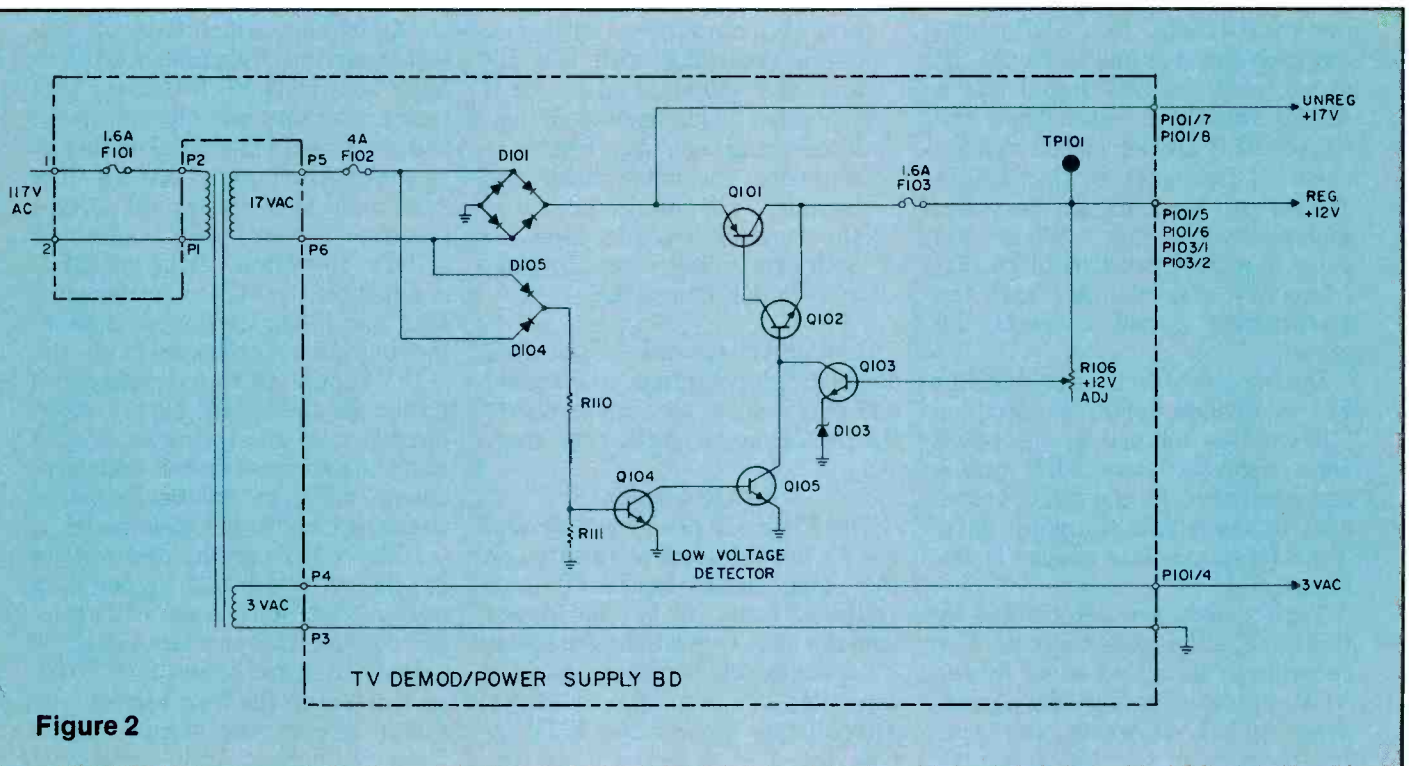 UNREG
+17V
P101/7
P101/8
1.6A
F101
P2
P5
4A
F102
D101
TP101
1
117V
AC
2
17 VAC
Q101
1.6A
F103
REG.
+12V
P101/5
P101/6
P103/1
P103/2
P1
P6
D105
D104
Q102
Q103
R106
+12V
ADJ
R110
D103
Q104
Q105
R111
LOW VOLTAGE
DETECTOR
P4
P101/4
3 VAC
3 VAC
P3
TV DEMOD/POWER SUPPLY BD
Figure 2